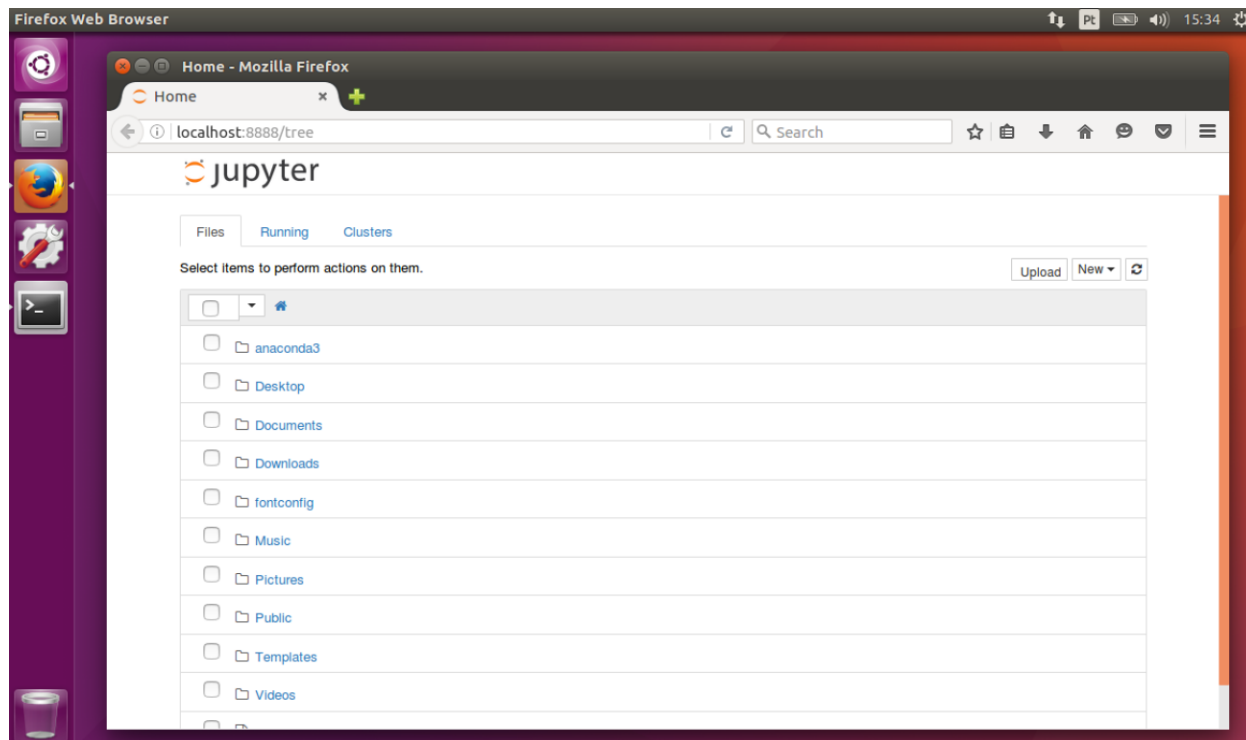 Firefox Web Browser Pt 15:34
Home - Mozilla Firefox
Home
localhost:8888/tree Search
jupyter
Files Running Clusters
Select items to perform actions on them. Upload New
anaconda3
Desktop
Documents
Downloads
fontconfig
Music
Pictures
Public
Templates
Videos